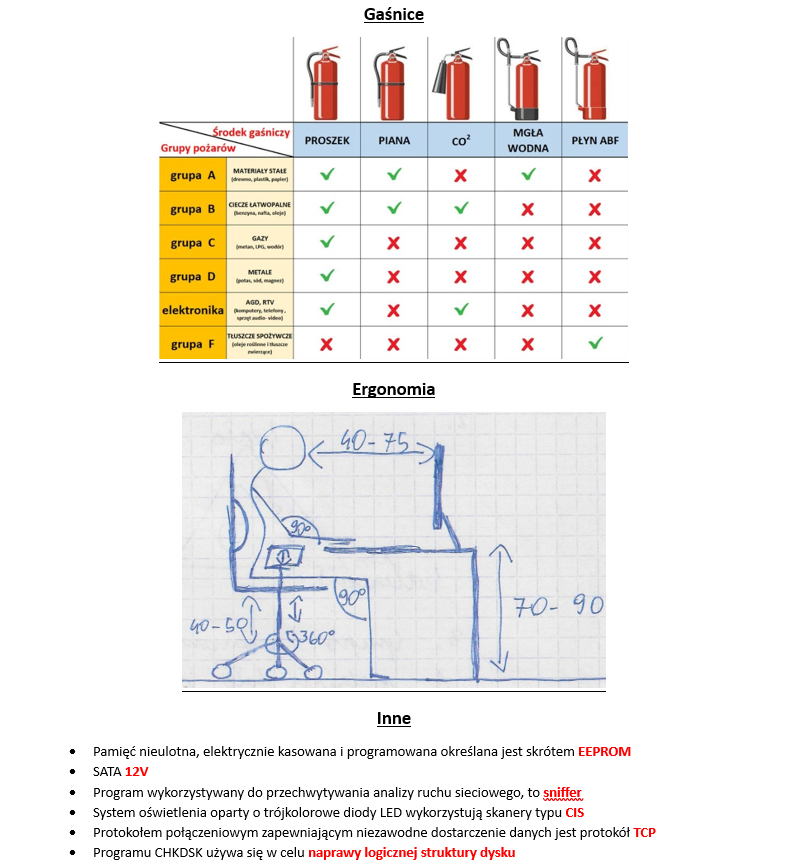 Gaśnice
Środek gaśniczy
Grupy pożarów
PROSZEK
PIANA
CO²
MGŁA
WODNA
PŁYN ABF
grupa A
MATERIAŁY STAŁE
(drewno, plastik, papier)
grupa B
CIECZE ŁATWOPALNE
(benzyna, nafta, oleje)
grupa C
GAZY
(metan, LPG, wodór)
grupa D
METALE
(potas, sód, magnez)
elektronika
AGD, RTV
(komputery, telefony,
sprzęt audio- video)
grupa F
TŁUSZCZE SPOŻYWCZE
(oleje roślinne i tłuszcze
zwierzęce)
Ergonomia
40-75
90°
90°
70-90
40-50
360°
Inne
• Pamięć nieulotna, elektrycznie kasowana i programowana określana jest skrótem EEPROM
• SATA 12V
• Program wykorzystywany do przechwytywania analizy ruchu sieciowego, to sniffer
• System oświetlenia oparty o trójkolorowe diody LED wykorzystują skanery typu CIS
• Protokołem połączeniowym zapewniającym niezawodne dostarczenie danych jest protokół TCP
• Programu CHKDSK używa się w celu naprawy logicznej struktury dysku